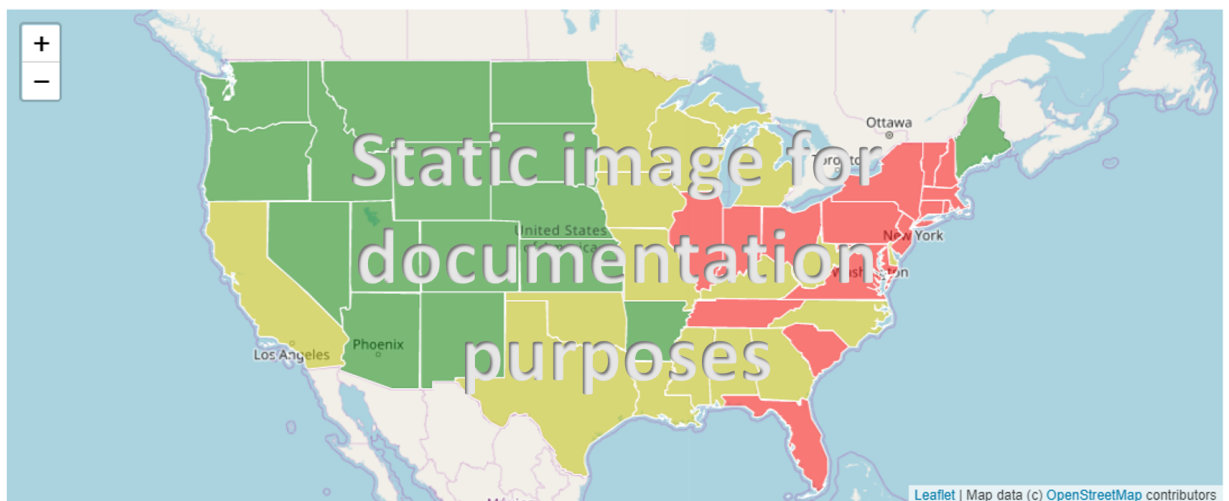 +
−
Ottawa
Toronto
Static image for
United States
of America
New York
documentation
Washington
Los Angeles
Phoenix
purposes
Leaflet | Map data (c) OpenStreetMap contributors